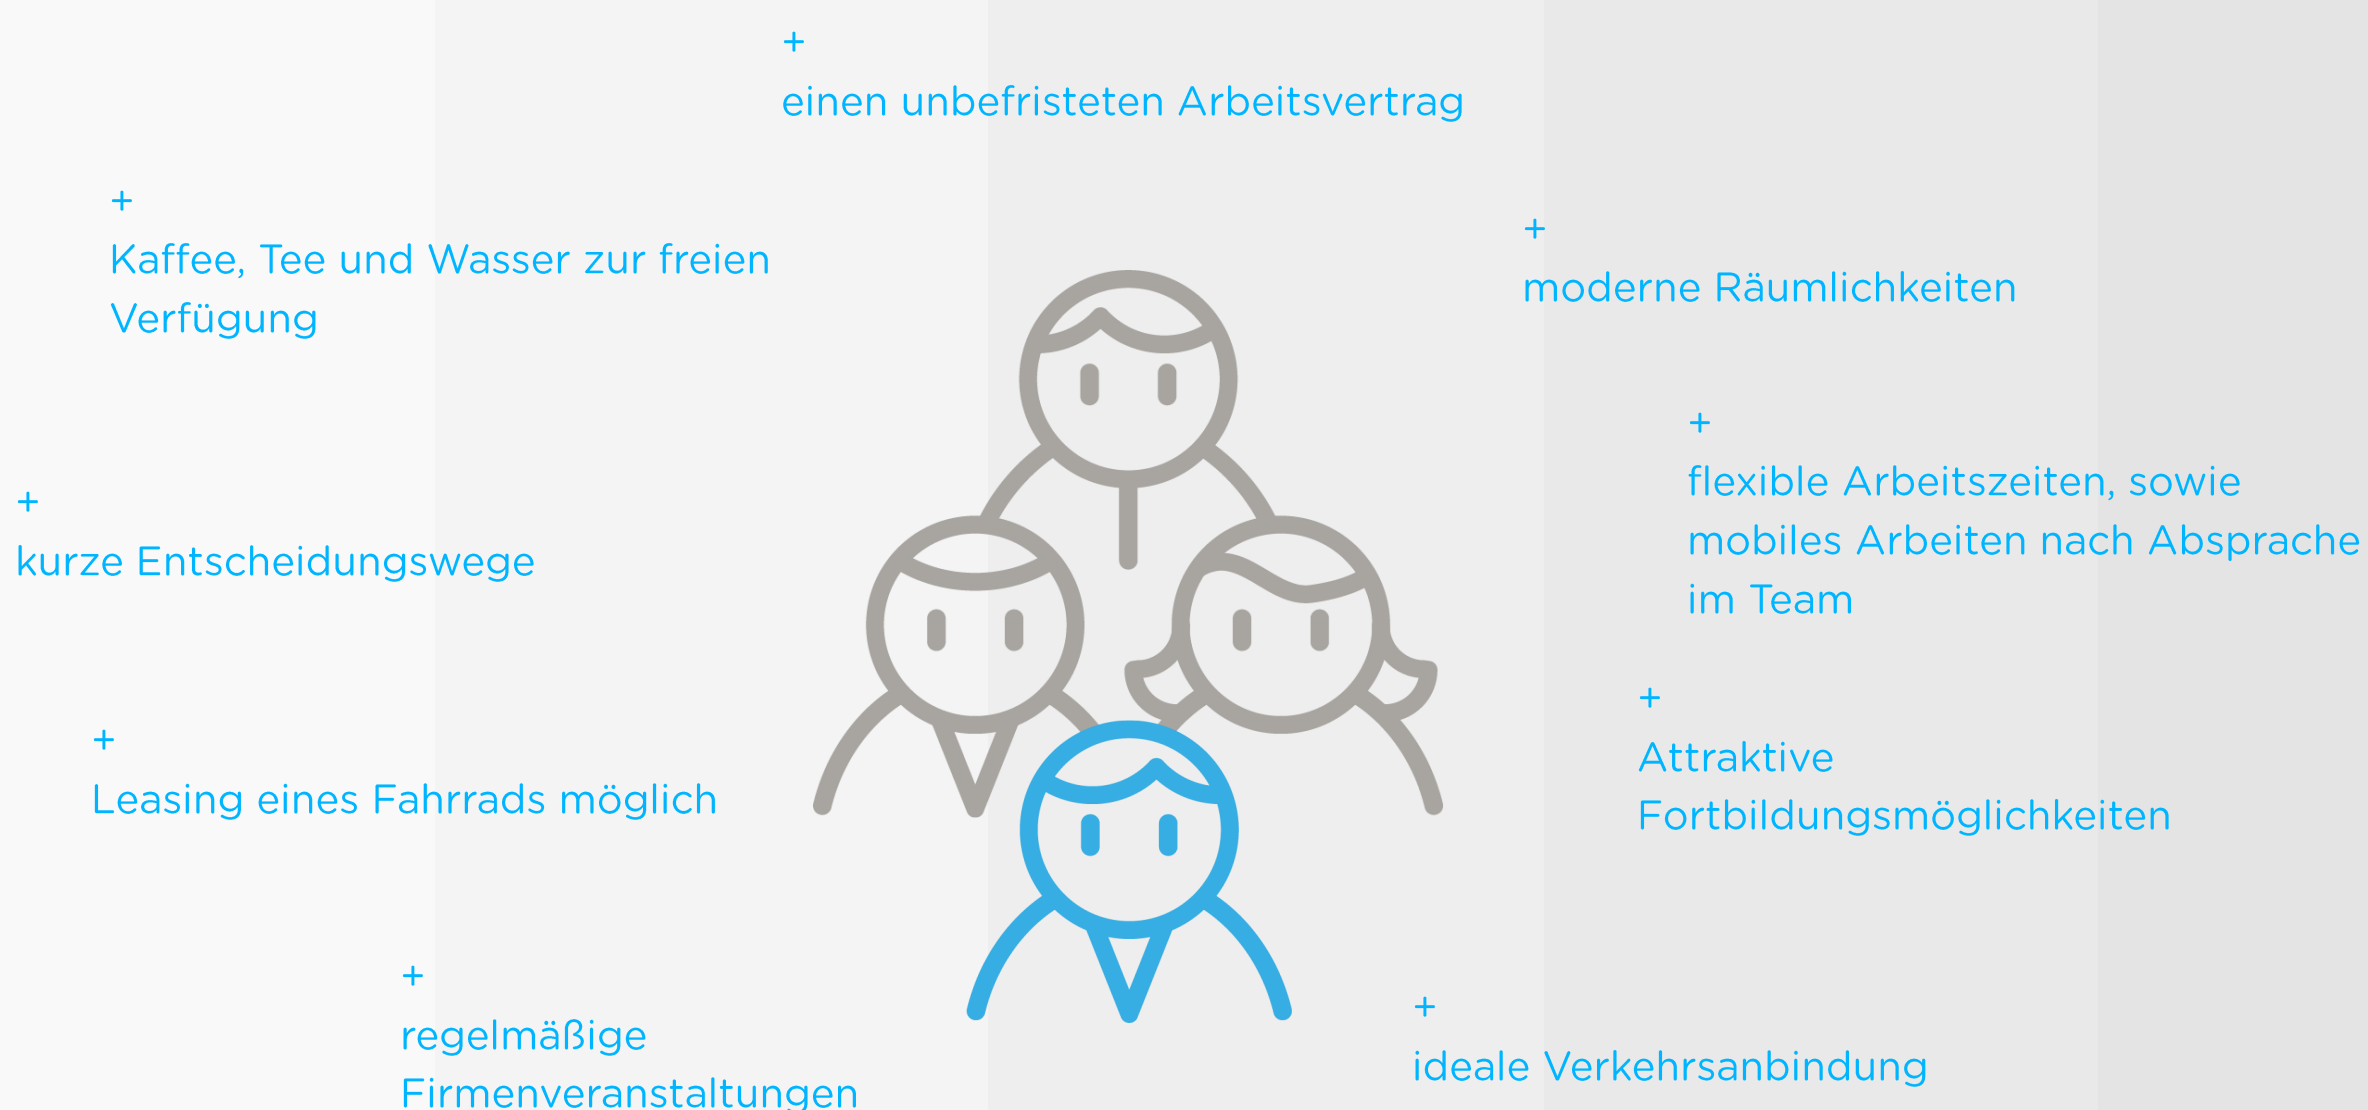 +
einen unbefristeten Arbeitsvertrag
+
Kaffee, Tee und Wasser zur freien
Verfügung
+
moderne Räumlichkeiten
+
flexible Arbeitszeiten, sowie
mobiles Arbeiten nach Absprache
im Team
+
kurze Entscheidungswege
+
Attraktive
Fortbildungsmöglichkeiten
+
Leasing eines Fahrrads möglich
+
regelmäßige
Firmenveranstaltungen
+
ideale Verkehrsanbindung